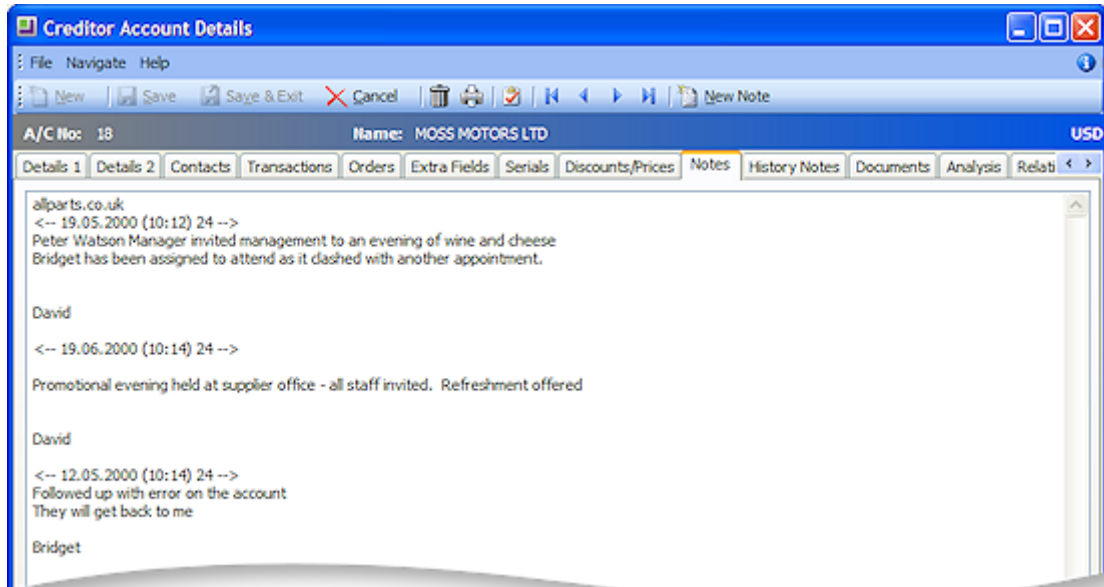 Creditor Account Details
File Navigate Help
New Save Save & Exit Cancel New Note
A/C No: 18 Name: MOSS MOTORS LTD USD
Details 1 Details 2 Contacts Transactions Orders Extra Fields Serials Discounts/Prices Notes History Notes Documents Analysis Relati
allparts.co.uk
<-- 19.05.2000 (10:12) 24 -->
Peter Watson Manager invited management to an evening of wine and cheese
Bridget has been assigned to attend as it clashed with another appointment.
David
<-- 19.06.2000 (10:14) 24 -->
Promotional evening held at supplier office - all staff invited. Refreshment offered
David
<-- 12.05.2000 (10:14) 24 -->
Followed up with error on the account
They will get back to me
Bridget